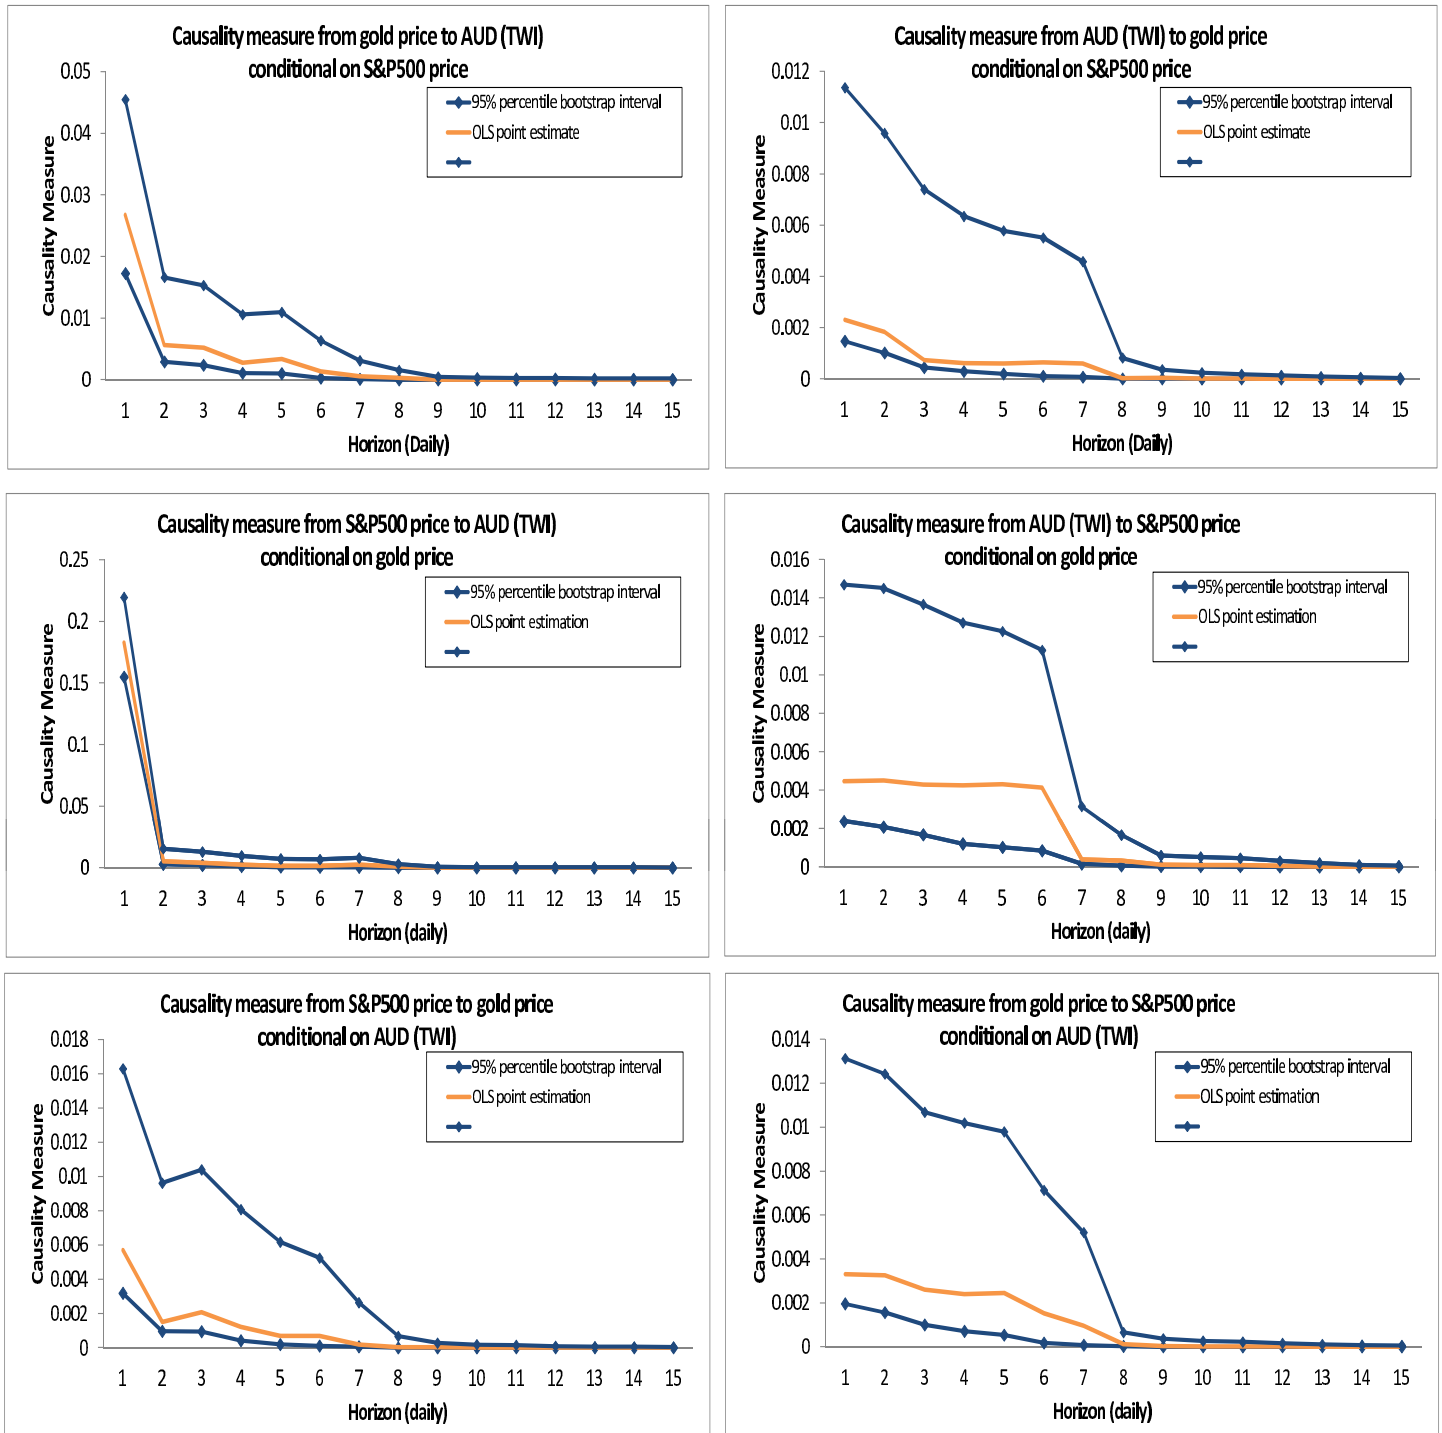 Causality measure from gold price to AUD (TWI)
conditional on S&P500 price
0.05
0.04
0.03
0.02
0.01
0
Causality Measure
95% percentile bootstrap interval
OLS point estimate
1 2 3 4 5 6 7 8 9 10 11 12 13 14 15
Horizon (Daily)
Causality measure from AUD (TWI) to gold price
conditional on S&P500 price
0.012
0.01
0.008
0.006
0.004
0.002
0
Causality Measure
95% percentile bootstrap interval
OLS point estimate
1 2 3 4 5 6 7 8 9 10 11 12 13 14 15
Horizon (Daily)
Causality measure from S&P500 price to AUD (TWI)
conditional on gold price
0.25
0.2
0.15
0.1
0.05
0
Causality Measure
95% percentile bootstrap interval
OLS point estimation
1 2 3 4 5 6 7 8 9 10 11 12 13 14 15
Horizon (daily)
Causality measure from AUD (TWI) to S&P500 price
conditional on gold price
0.016
0.014
0.012
0.01
0.008
0.006
0.004
0.002
0
Causality Measure
95% percentile bootstrap interval
OLS point estimation
1 2 3 4 5 6 7 8 9 10 11 12 13 14 15
Horizon (daily)
Causality measure from S&P500 price to gold price
conditional on AUD (TWI)
0.018
0.016
0.014
0.012
0.01
0.008
0.006
0.004
0.002
0
Causality Measure
95% percentile bootstrap interval
OLS point estimation
1 2 3 4 5 6 7 8 9 10 11 12 13 14 15
Horizon (daily)
Causality measure from gold price to S&P500 price
conditional on AUD (TWI)
0.014
0.012
0.01
0.008
0.006
0.004
0.002
0
Causality Measure
95% percentile bootstrap interval
OLS point estimation
1 2 3 4 5 6 7 8 9 10 11 12 13 14 15
Horizon (daily)